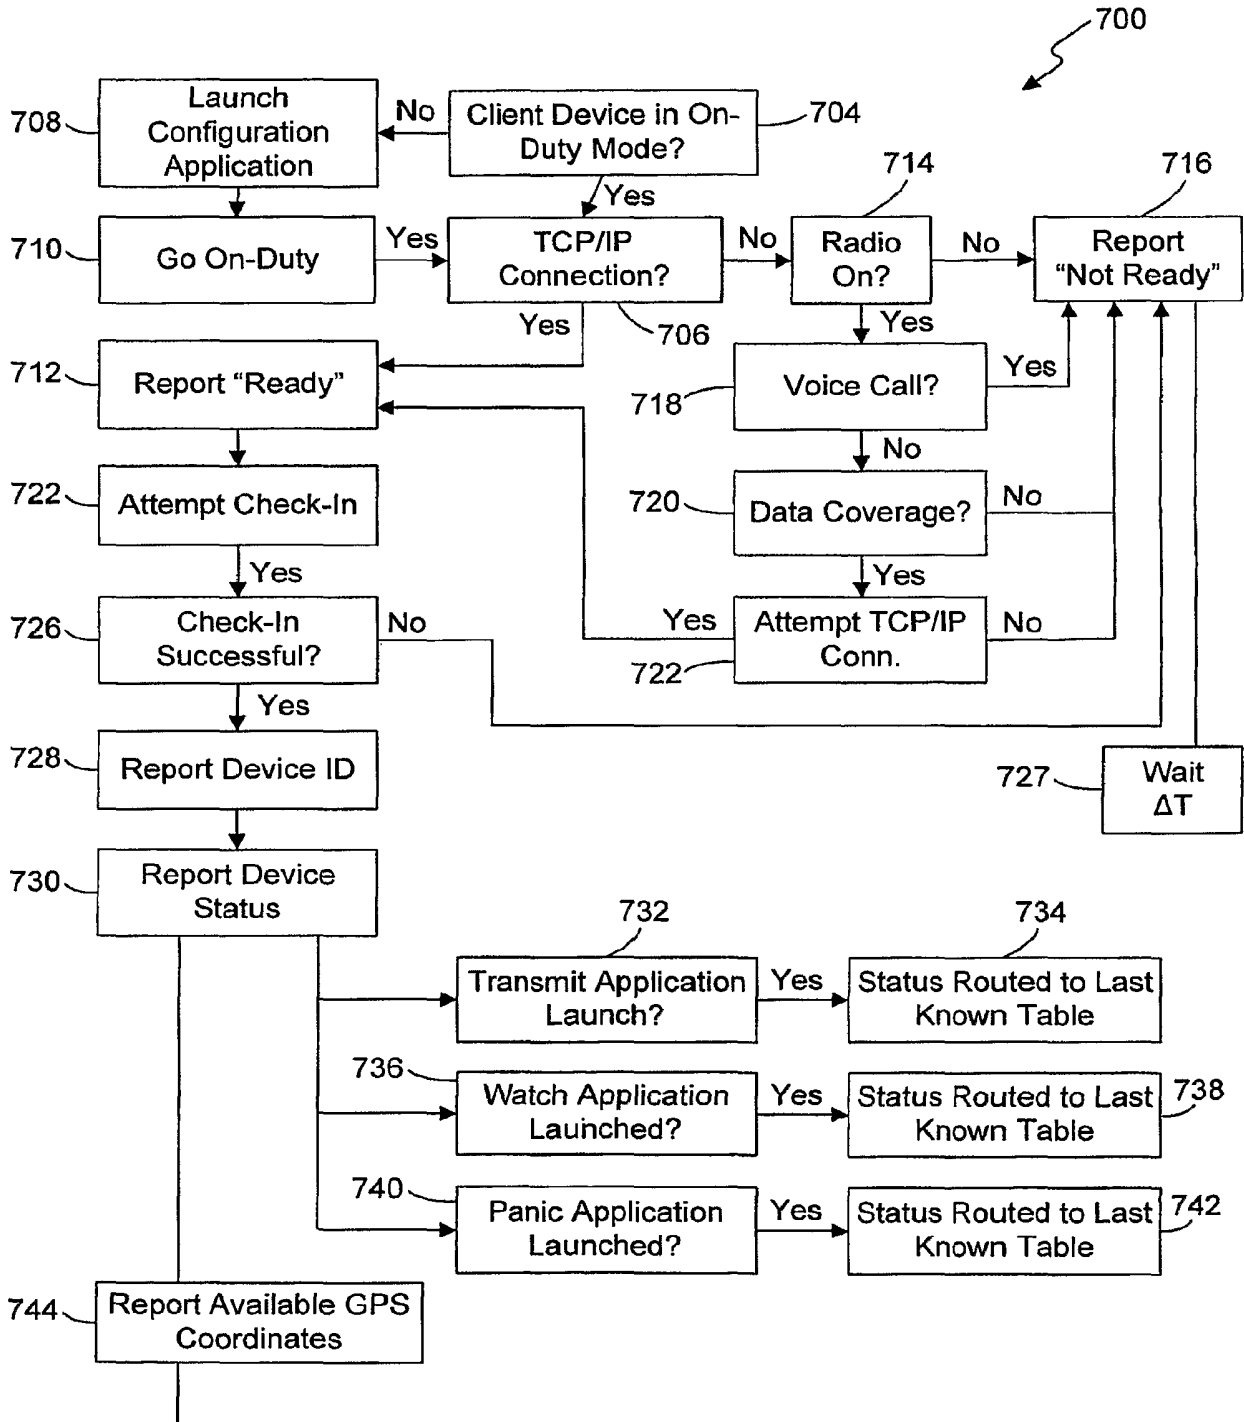 700
708
Launch
Configuration
Application
No
Client Device in On-
Duty Mode?
704
Yes
714
716
710
Go On-Duty
Yes
TCP/IP
Connection?
706
No
Radio
On?
No
Report
“Not Ready”
Yes
Yes
712
Report “Ready”
718
Voice Call?
Yes
No
722
Attempt Check-In
720
Data Coverage?
No
Yes
Yes
726
Check-In
Successful?
No
Yes
Attempt TCP/IP
Conn.
722
No
Yes
728
Report Device ID
727
Wait
ΔT
730
Report Device
Status
732
734
Transmit Application
Launch?
Yes
Status Routed to Last
Known Table
736
Watch Application
Launched?
Yes
Status Routed to Last
Known Table
738
740
Panic Application
Launched?
Yes
Status Routed to Last
Known Table
742
744
Report Available GPS
Coordinates